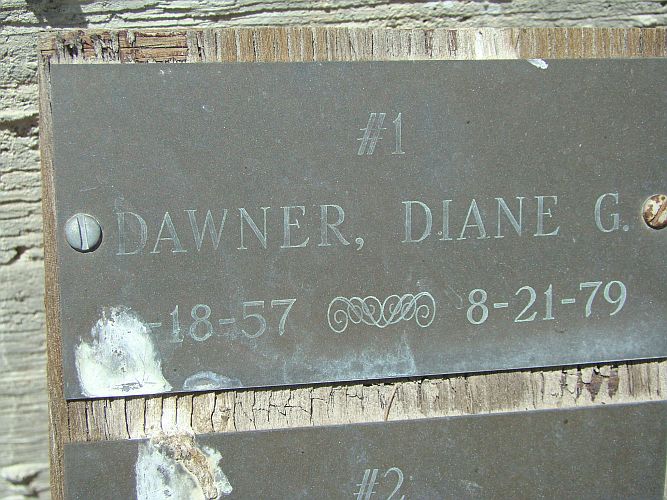 #1
DAWNER, DIANE G.
-18-57 8-21-79
#2